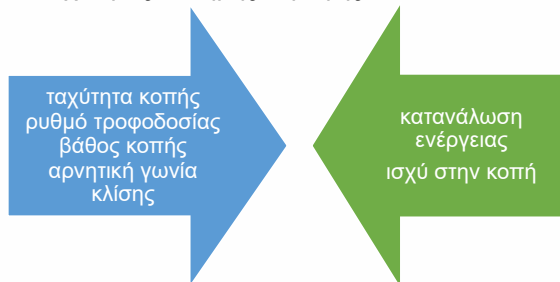 ταχύτητα κοπής
ρυθμό τροφοδοσίας
βάθος κοπής
αρνητική γωνία
κλίσης
κατανάλωση
ενέργειας
ισχύ στην κοπή